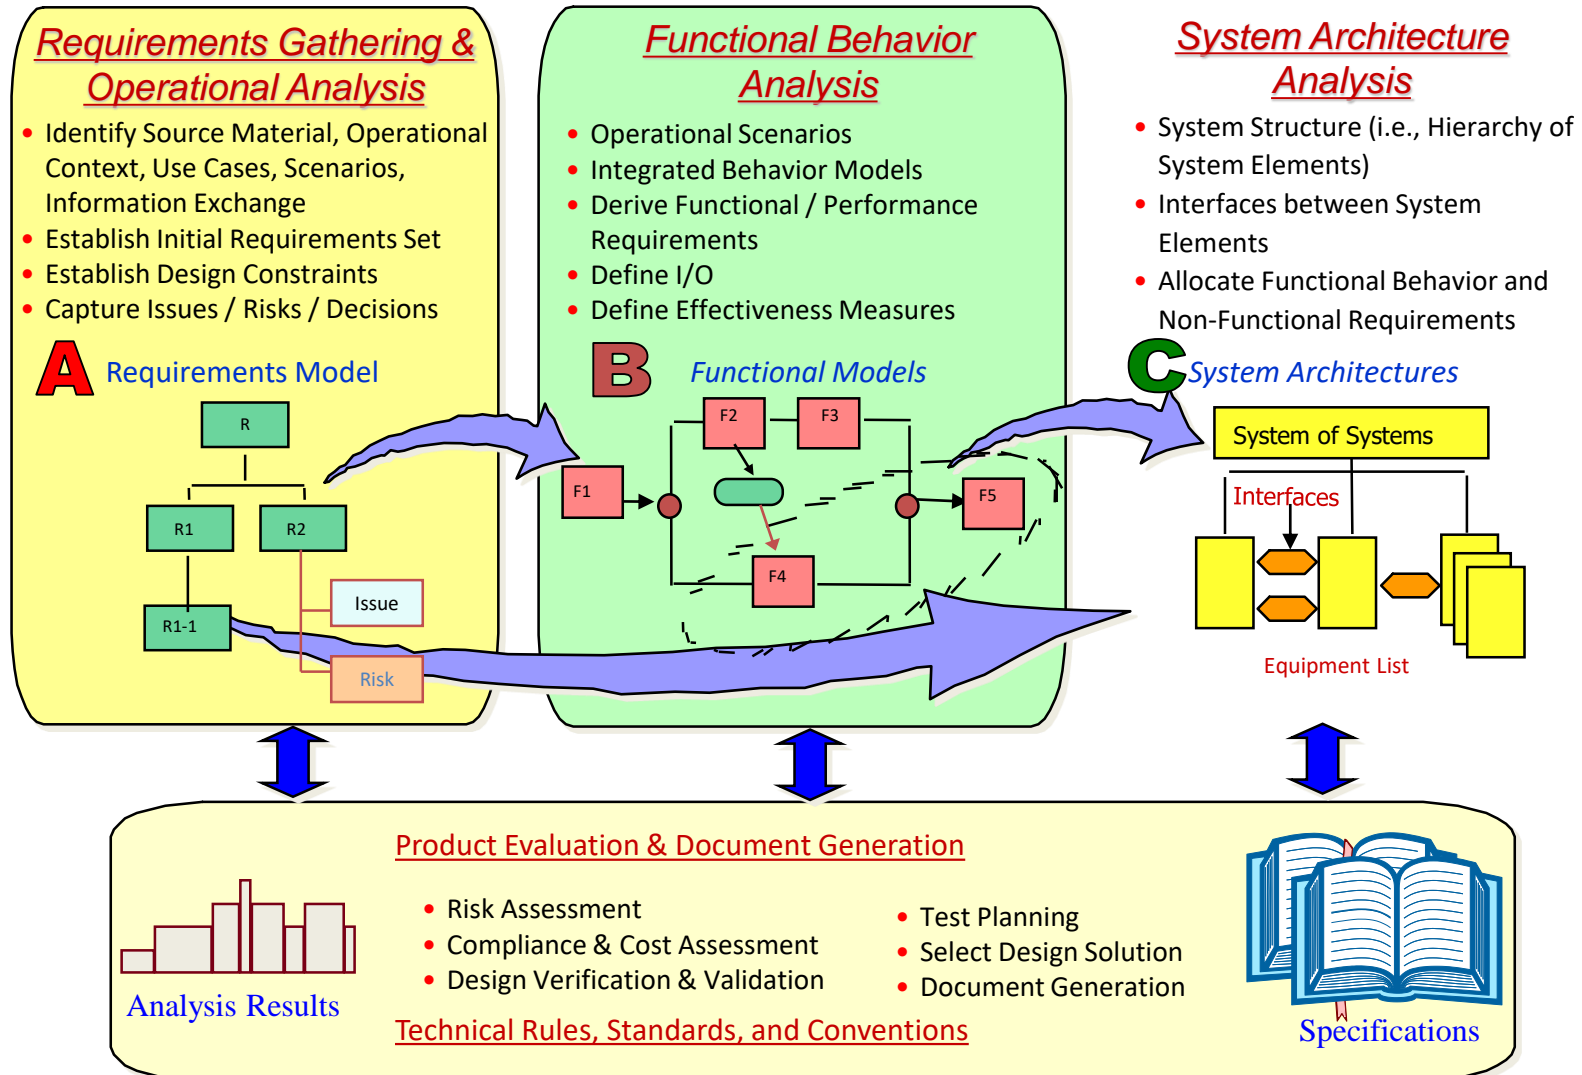 Requirements Gathering &
Operational Analysis
• Identify Source Material, Operational
Context, Use Cases, Scenarios,
Information Exchange
• Establish Initial Requirements Set
• Establish Design Constraints
• Capture Issues / Risks / Decisions
A Requirements Model
R
R1
R2
Issue
R1-1
Risk
Functional Behavior
Analysis
• Operational Scenarios
• Integrated Behavior Models
• Derive Functional / Performance
Requirements
• Define I/O
• Define Effectiveness Measures
B Functional Models
F2
F3
F1
F5
F4
System Architecture
Analysis
• System Structure (i.e., Hierarchy of
System Elements)
• Interfaces between System
Elements
• Allocate Functional Behavior and
Non-Functional Requirements
C System Architectures
System of Systems
Interfaces
Equipment List
Product Evaluation & Document Generation
• Risk Assessment
• Compliance & Cost Assessment
• Design Verification & Validation
• Test Planning
• Select Design Solution
• Document Generation
Analysis Results
Technical Rules, Standards, and Conventions
Specifications